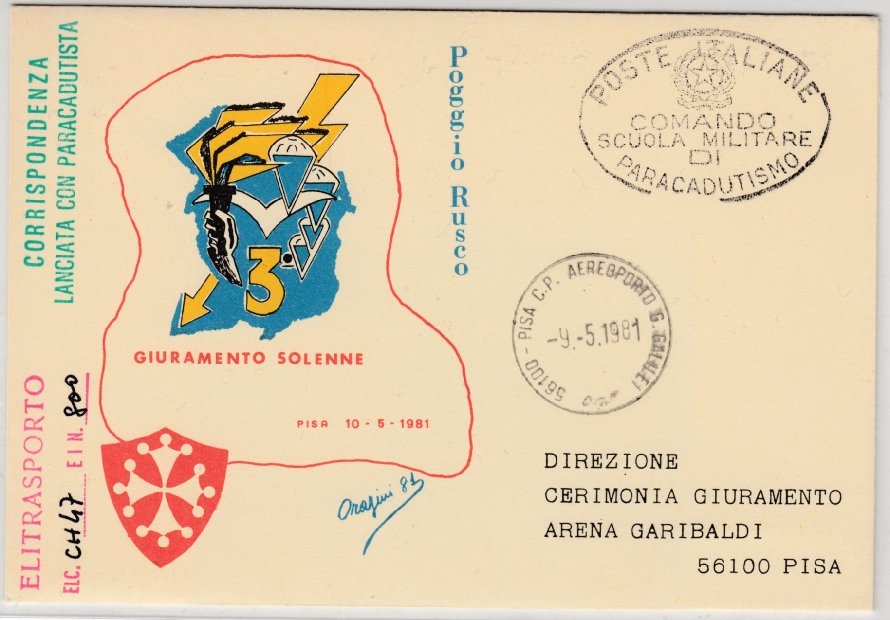 CORRISPONDENZA
LANCIATA CON PARACADUTISTA
ELITRASPORTO
ELC. CH47 EI N. 800
3°
GIURAMENTO SOLENNE
PISA 10-5-1981
Oragini 81
Poggio Rusco
POSTE ITALIANE
COMANDO
SCUOLA MILITARE
DI
PARACADUTISMO
56100 - PISA C.P. AEREOPORTO G. GALILEI
-9.-5.1981
DIREZIONE
CERIMONIA GIURAMENTO
ARENA GARIBALDI
56100 PISA